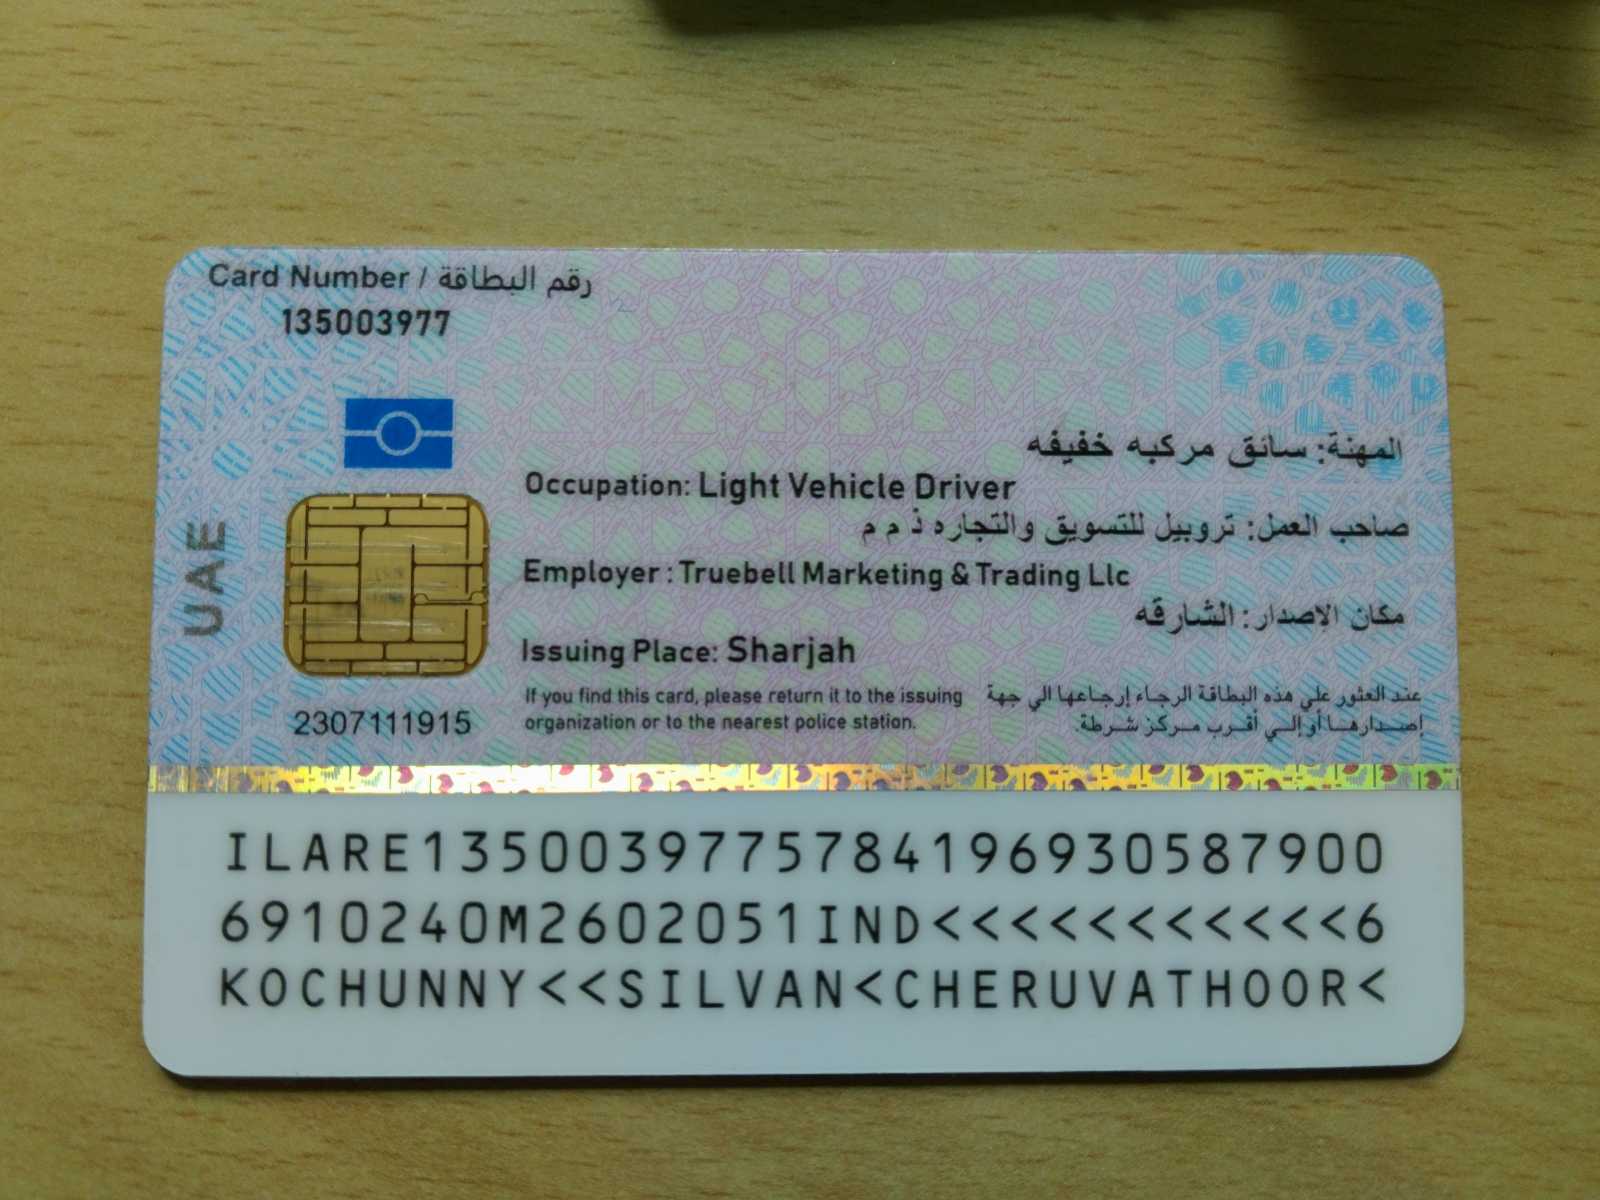 Card Number / رقم البطاقة
135003977
المهنة: سائق مركبه خفيفه
Occupation: Light Vehicle Driver
صاحب العمل: تروبيل للتسويق والتجاره ذ م م
Employer : Truebell Marketing & Trading Llc
مكان الإصدار: الشارقه
Issuing Place: Sharjah
UAE
If you find this card, please return it to the issuing
organization or to the nearest police station.
عند العثور علي هذه البطاقة الرجاء إرجاعها الي جهة
إصدارها أو إلي أقرب مركز شرطة.
2307111915
ILARE1350039775784196930587900
6910240M2602051IND<<<<<<<<<<<6
KOCHUNNY<<SILVAN<CHERUVATHOOR<